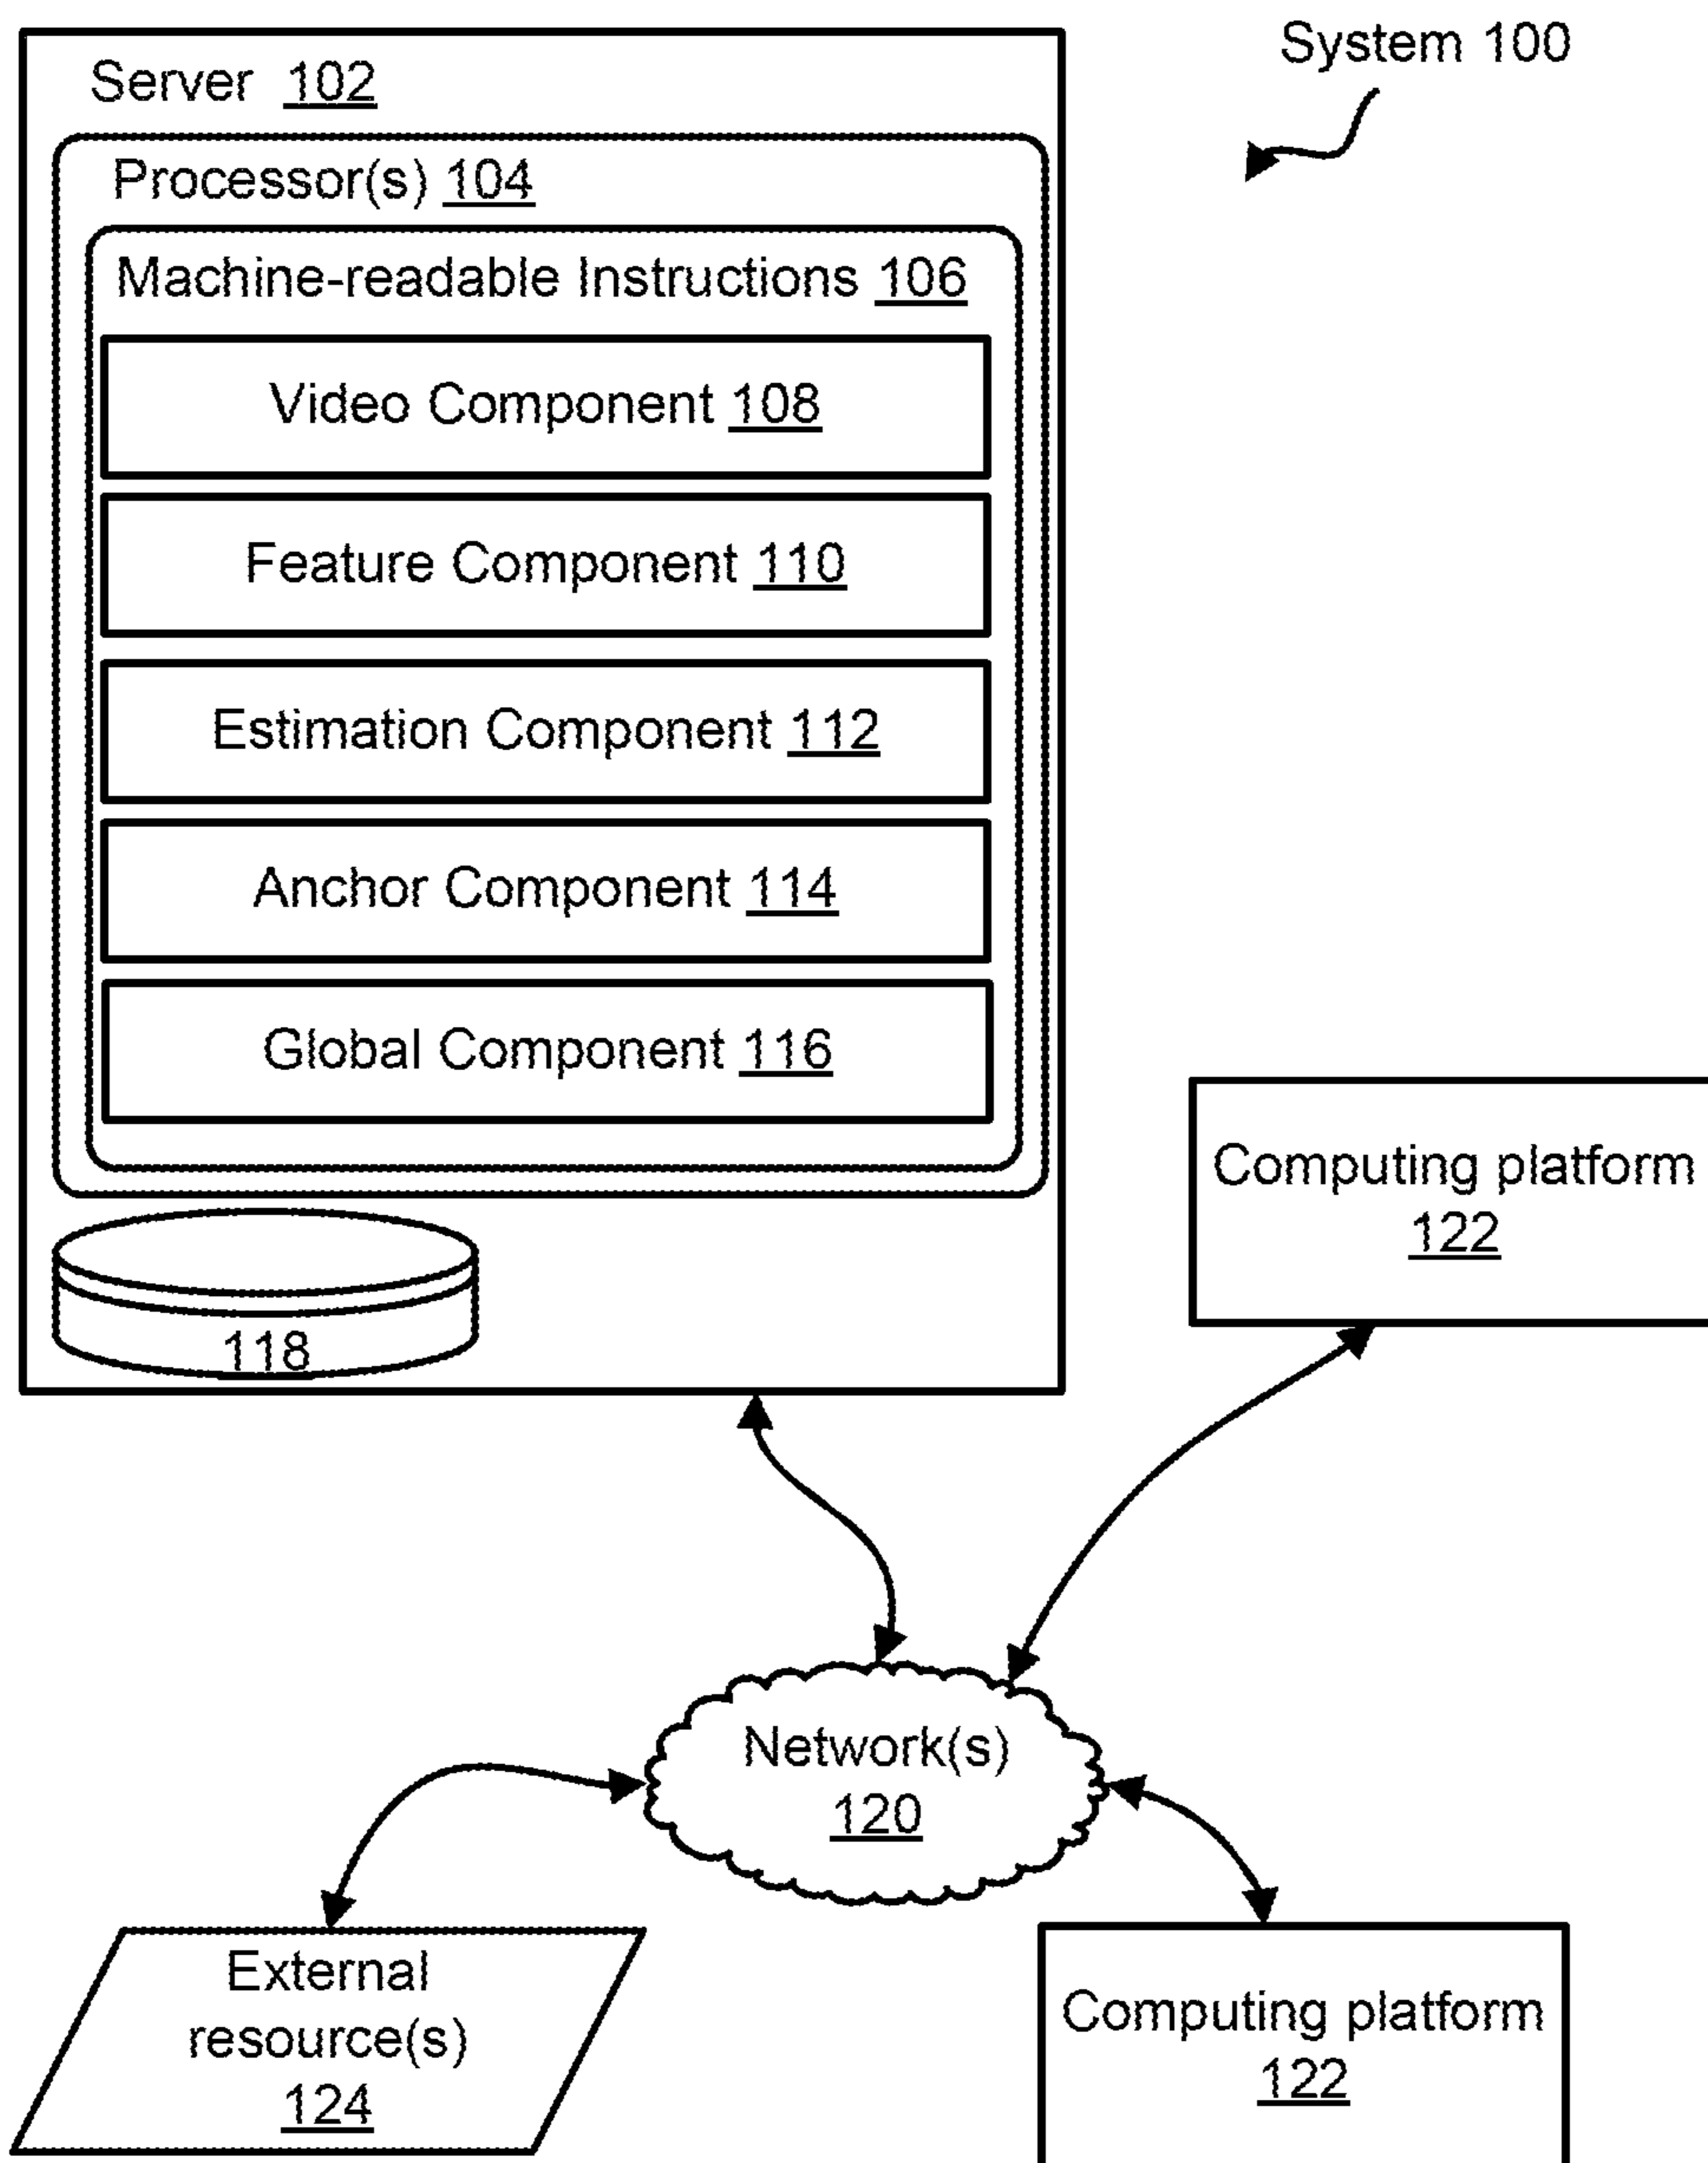 System 100
Server 102
Processor(s) 104
Machine-readable Instructions 106
Video Component 108
Feature Component 110
Estimation Component 112
Anchor Component 114
Global Component 116
118
Computing platform
122
Network(s)
120
External
resource(s)
124
Computing platform
122